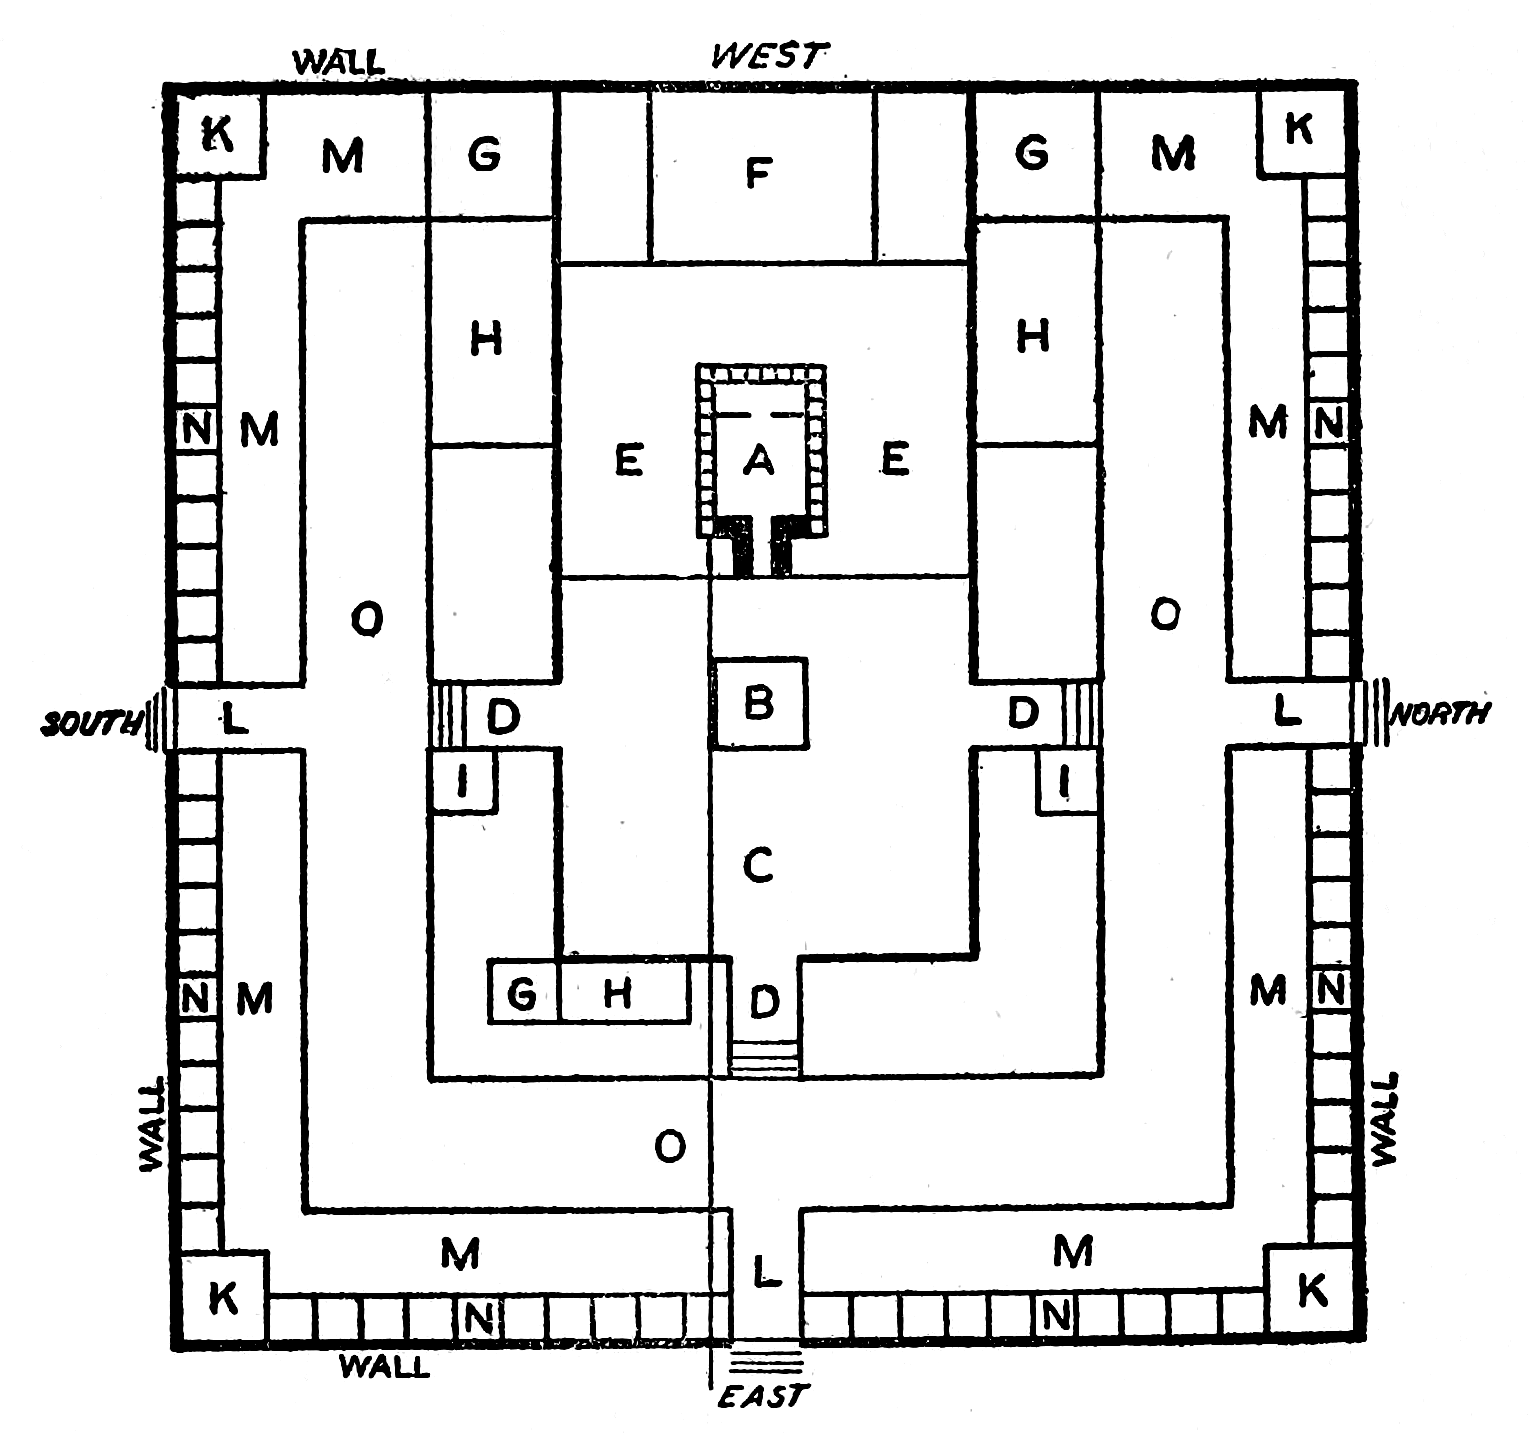 WALL WEST
K M G F G M K
H H
N M E A E M N
O O
SOUTH L D B D L NORTH
I I
C
N M G H D M N
WALL WALL
O
M L M
K N N K
WALL EAST